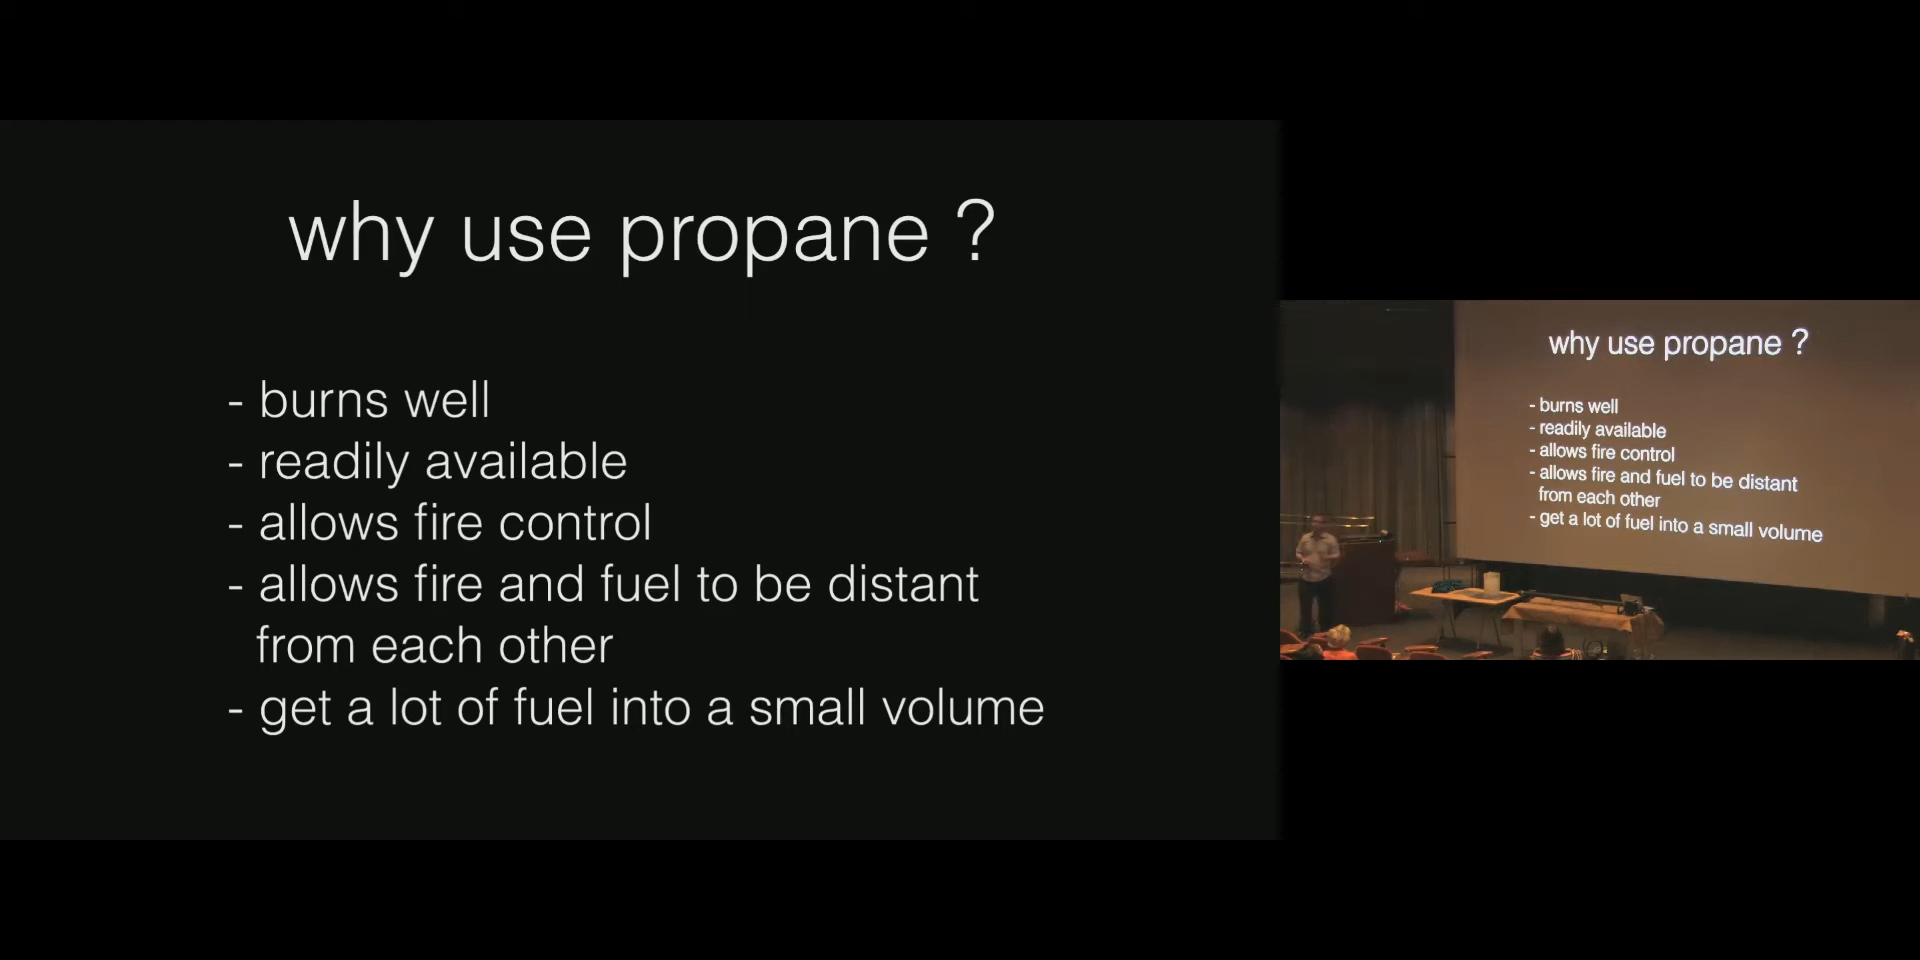 why use propane ?
- burns well
- readily available
- allows fire control
- allows fire and fuel to be distant
from each other
- get a lot of fuel into a small volume
why use propane ?
- burns well
- readily available
- allows fire control
- allows fire and fuel to be distant
from each other
- get a lot of fuel into a small volume